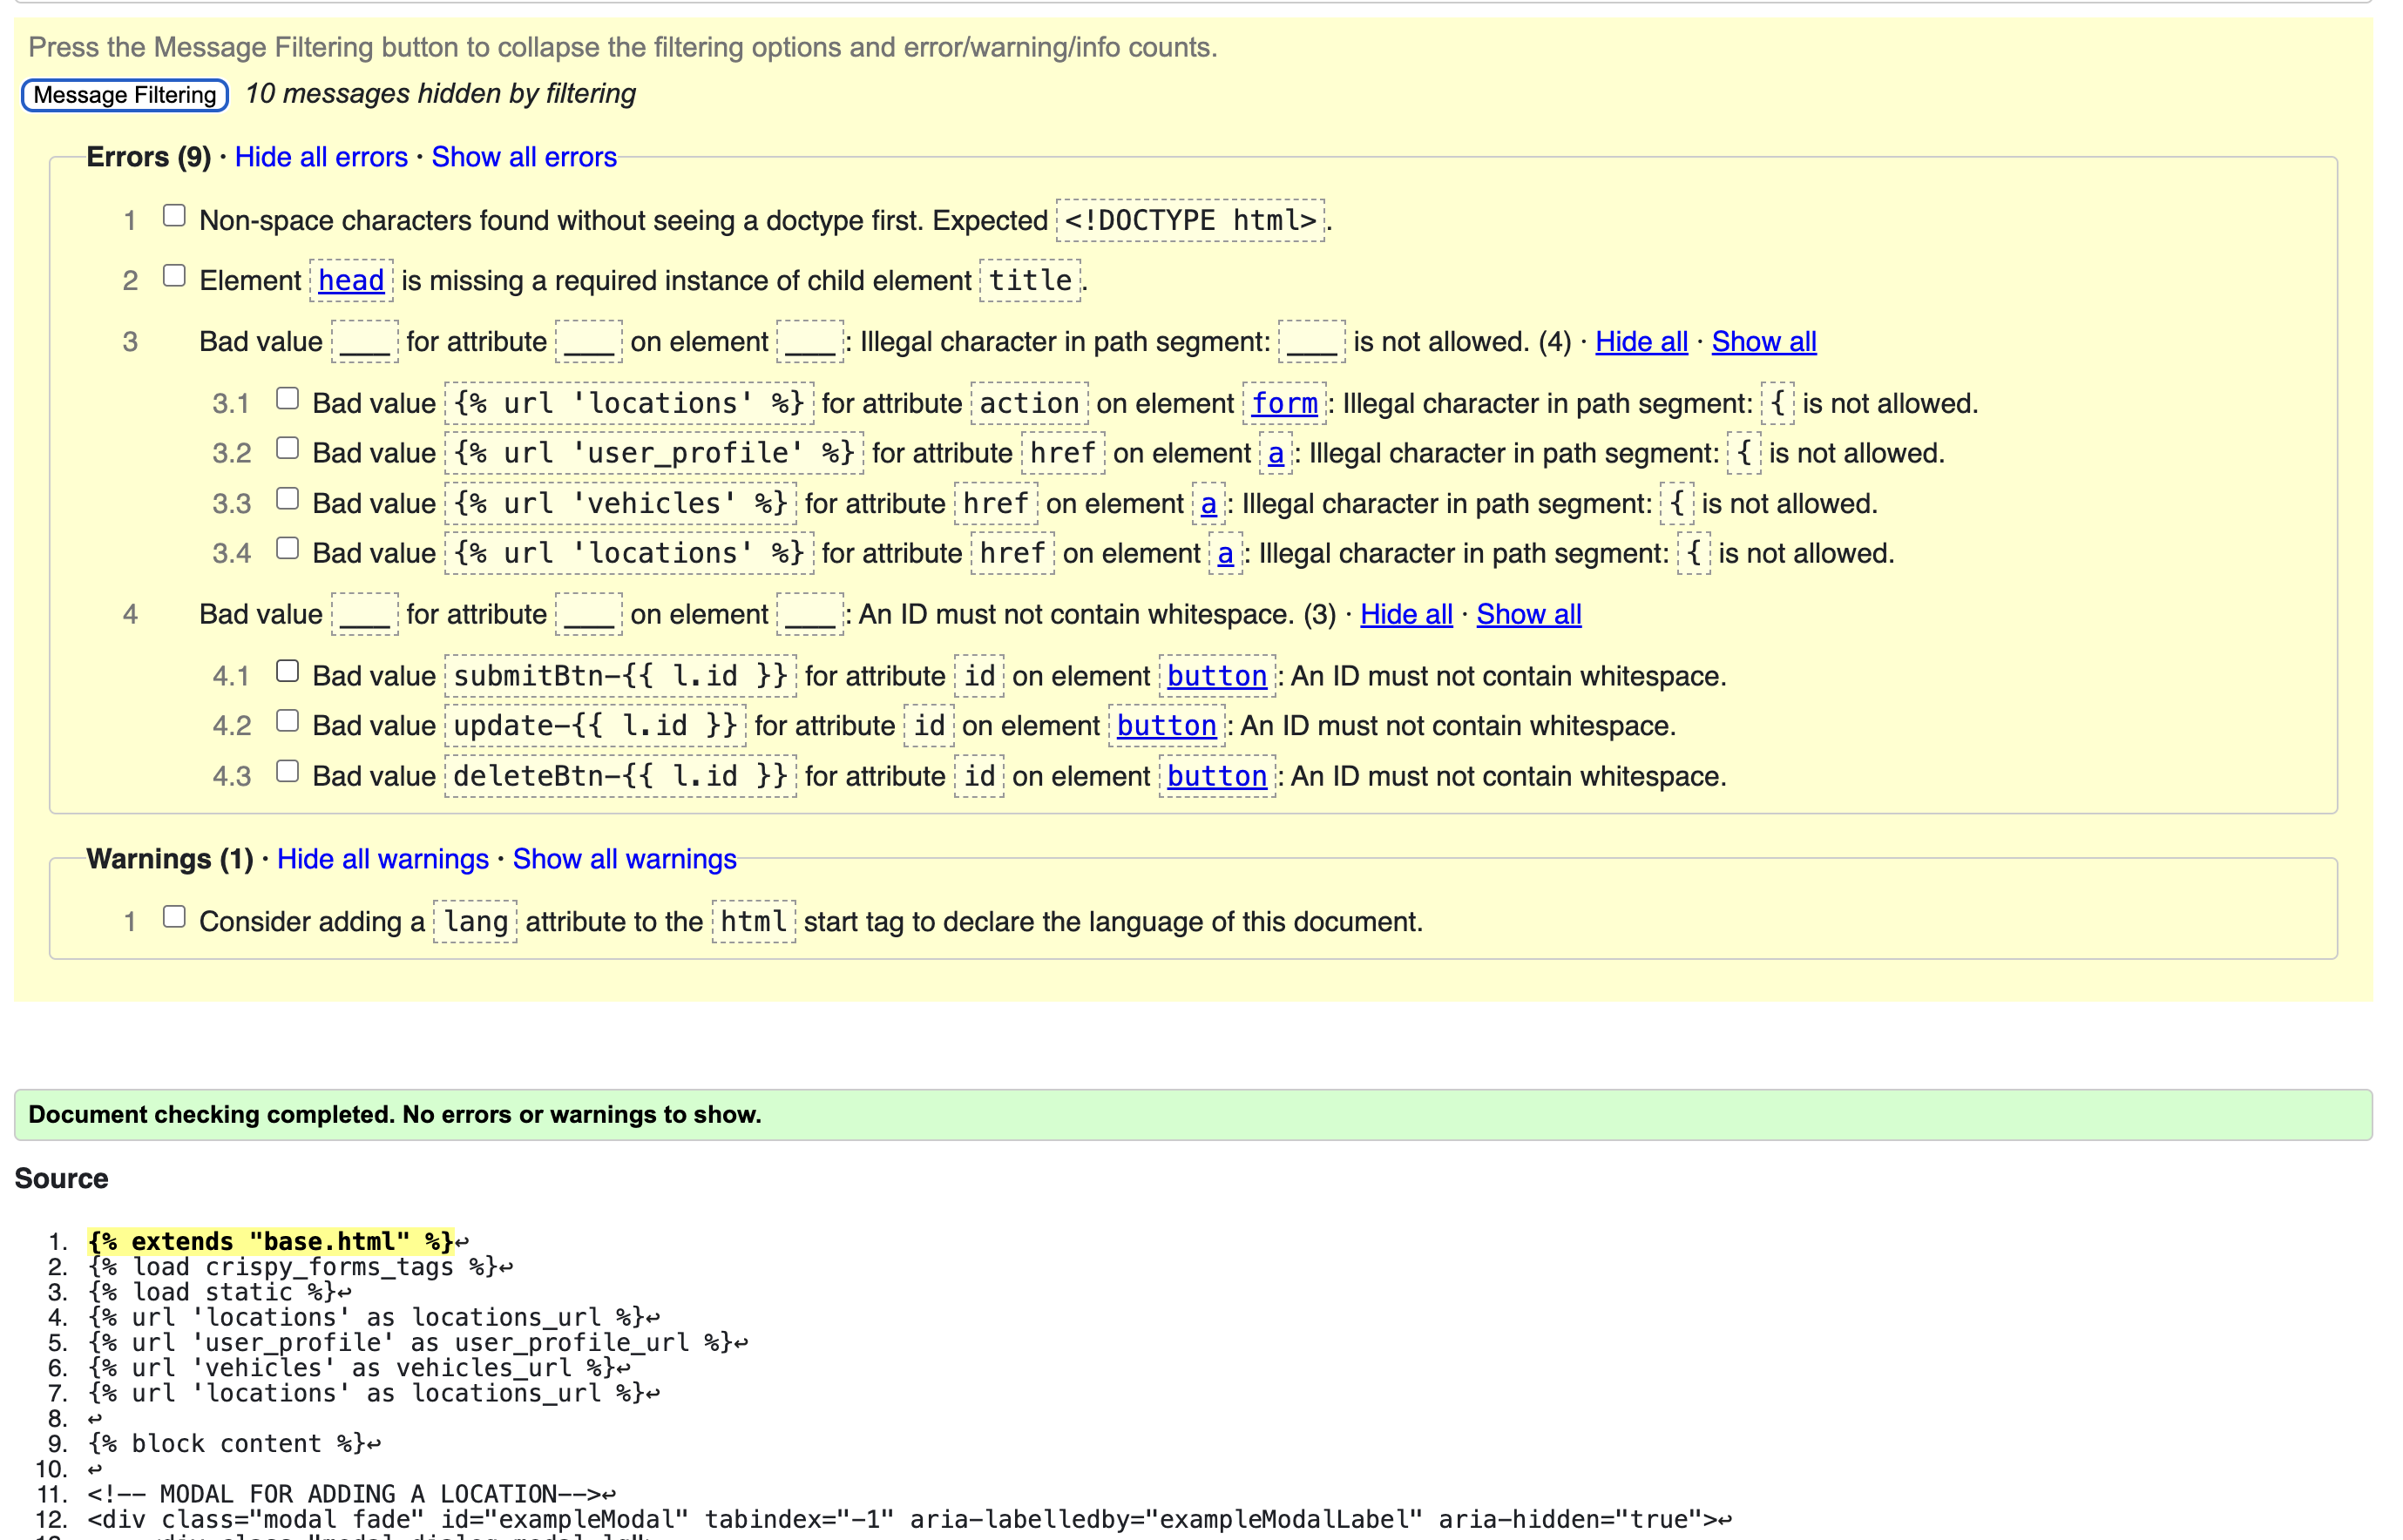 Press the Message Filtering button to collapse the filtering options and error/warning/info counts.
Message Filtering 10 messages hidden by filtering
Errors (9) · Hide all errors · Show all errors
1 Non-space characters found without seeing a doctype first. Expected <!DOCTYPE html>.
2 Element head is missing a required instance of child element title.
3 Bad value ___ for attribute ___ on element ___: Illegal character in path segment: ___ is not allowed. (4) · Hide all · Show all
3.1 Bad value {% url 'locations' %} for attribute action on element form: Illegal character in path segment: { is not allowed.
3.2 Bad value {% url 'user_profile' %} for attribute href on element a: Illegal character in path segment: { is not allowed.
3.3 Bad value {% url 'vehicles' %} for attribute href on element a: Illegal character in path segment: { is not allowed.
3.4 Bad value {% url 'locations' %} for attribute href on element a: Illegal character in path segment: { is not allowed.
4 Bad value ___ for attribute ___ on element ___: An ID must not contain whitespace. (3) · Hide all · Show all
4.1 Bad value submitBtn-{{ l.id }} for attribute id on element button: An ID must not contain whitespace.
4.2 Bad value update-{{ l.id }} for attribute id on element button: An ID must not contain whitespace.
4.3 Bad value deleteBtn-{{ l.id }} for attribute id on element button: An ID must not contain whitespace.
Warnings (1) · Hide all warnings · Show all warnings
1 Consider adding a lang attribute to the html start tag to declare the language of this document.
Document checking completed. No errors or warnings to show.
Source
1. {% extends "base.html" %}↩
2. {% load crispy_forms_tags %}↩
3. {% load static %}↩
4. {% url 'locations' as locations_url %}↩
5. {% url 'user_profile' as user_profile_url %}↩
6. {% url 'vehicles' as vehicles_url %}↩
7. {% url 'locations' as locations_url %}↩
8. ↩
9. {% block content %}↩
10. ↩
11. <!-- MODAL FOR ADDING A LOCATION-->↩
12. <div class="modal fade" id="exampleModal" tabindex="-1" aria-labelledby="exampleModalLabel" aria-hidden="true">↩